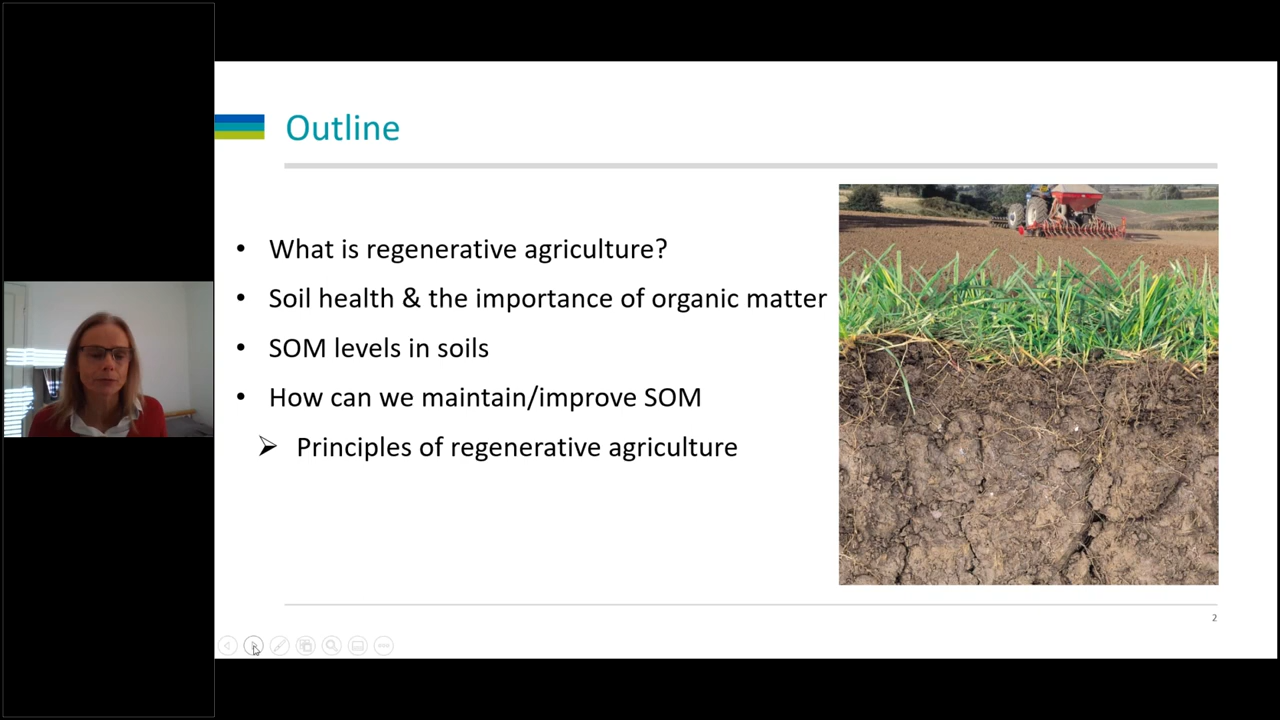 Outline
• What is regenerative agriculture?
• Soil health & the importance of organic matter
• SOM levels in soils
• How can we maintain/improve SOM
➢ Principles of regenerative agriculture
2